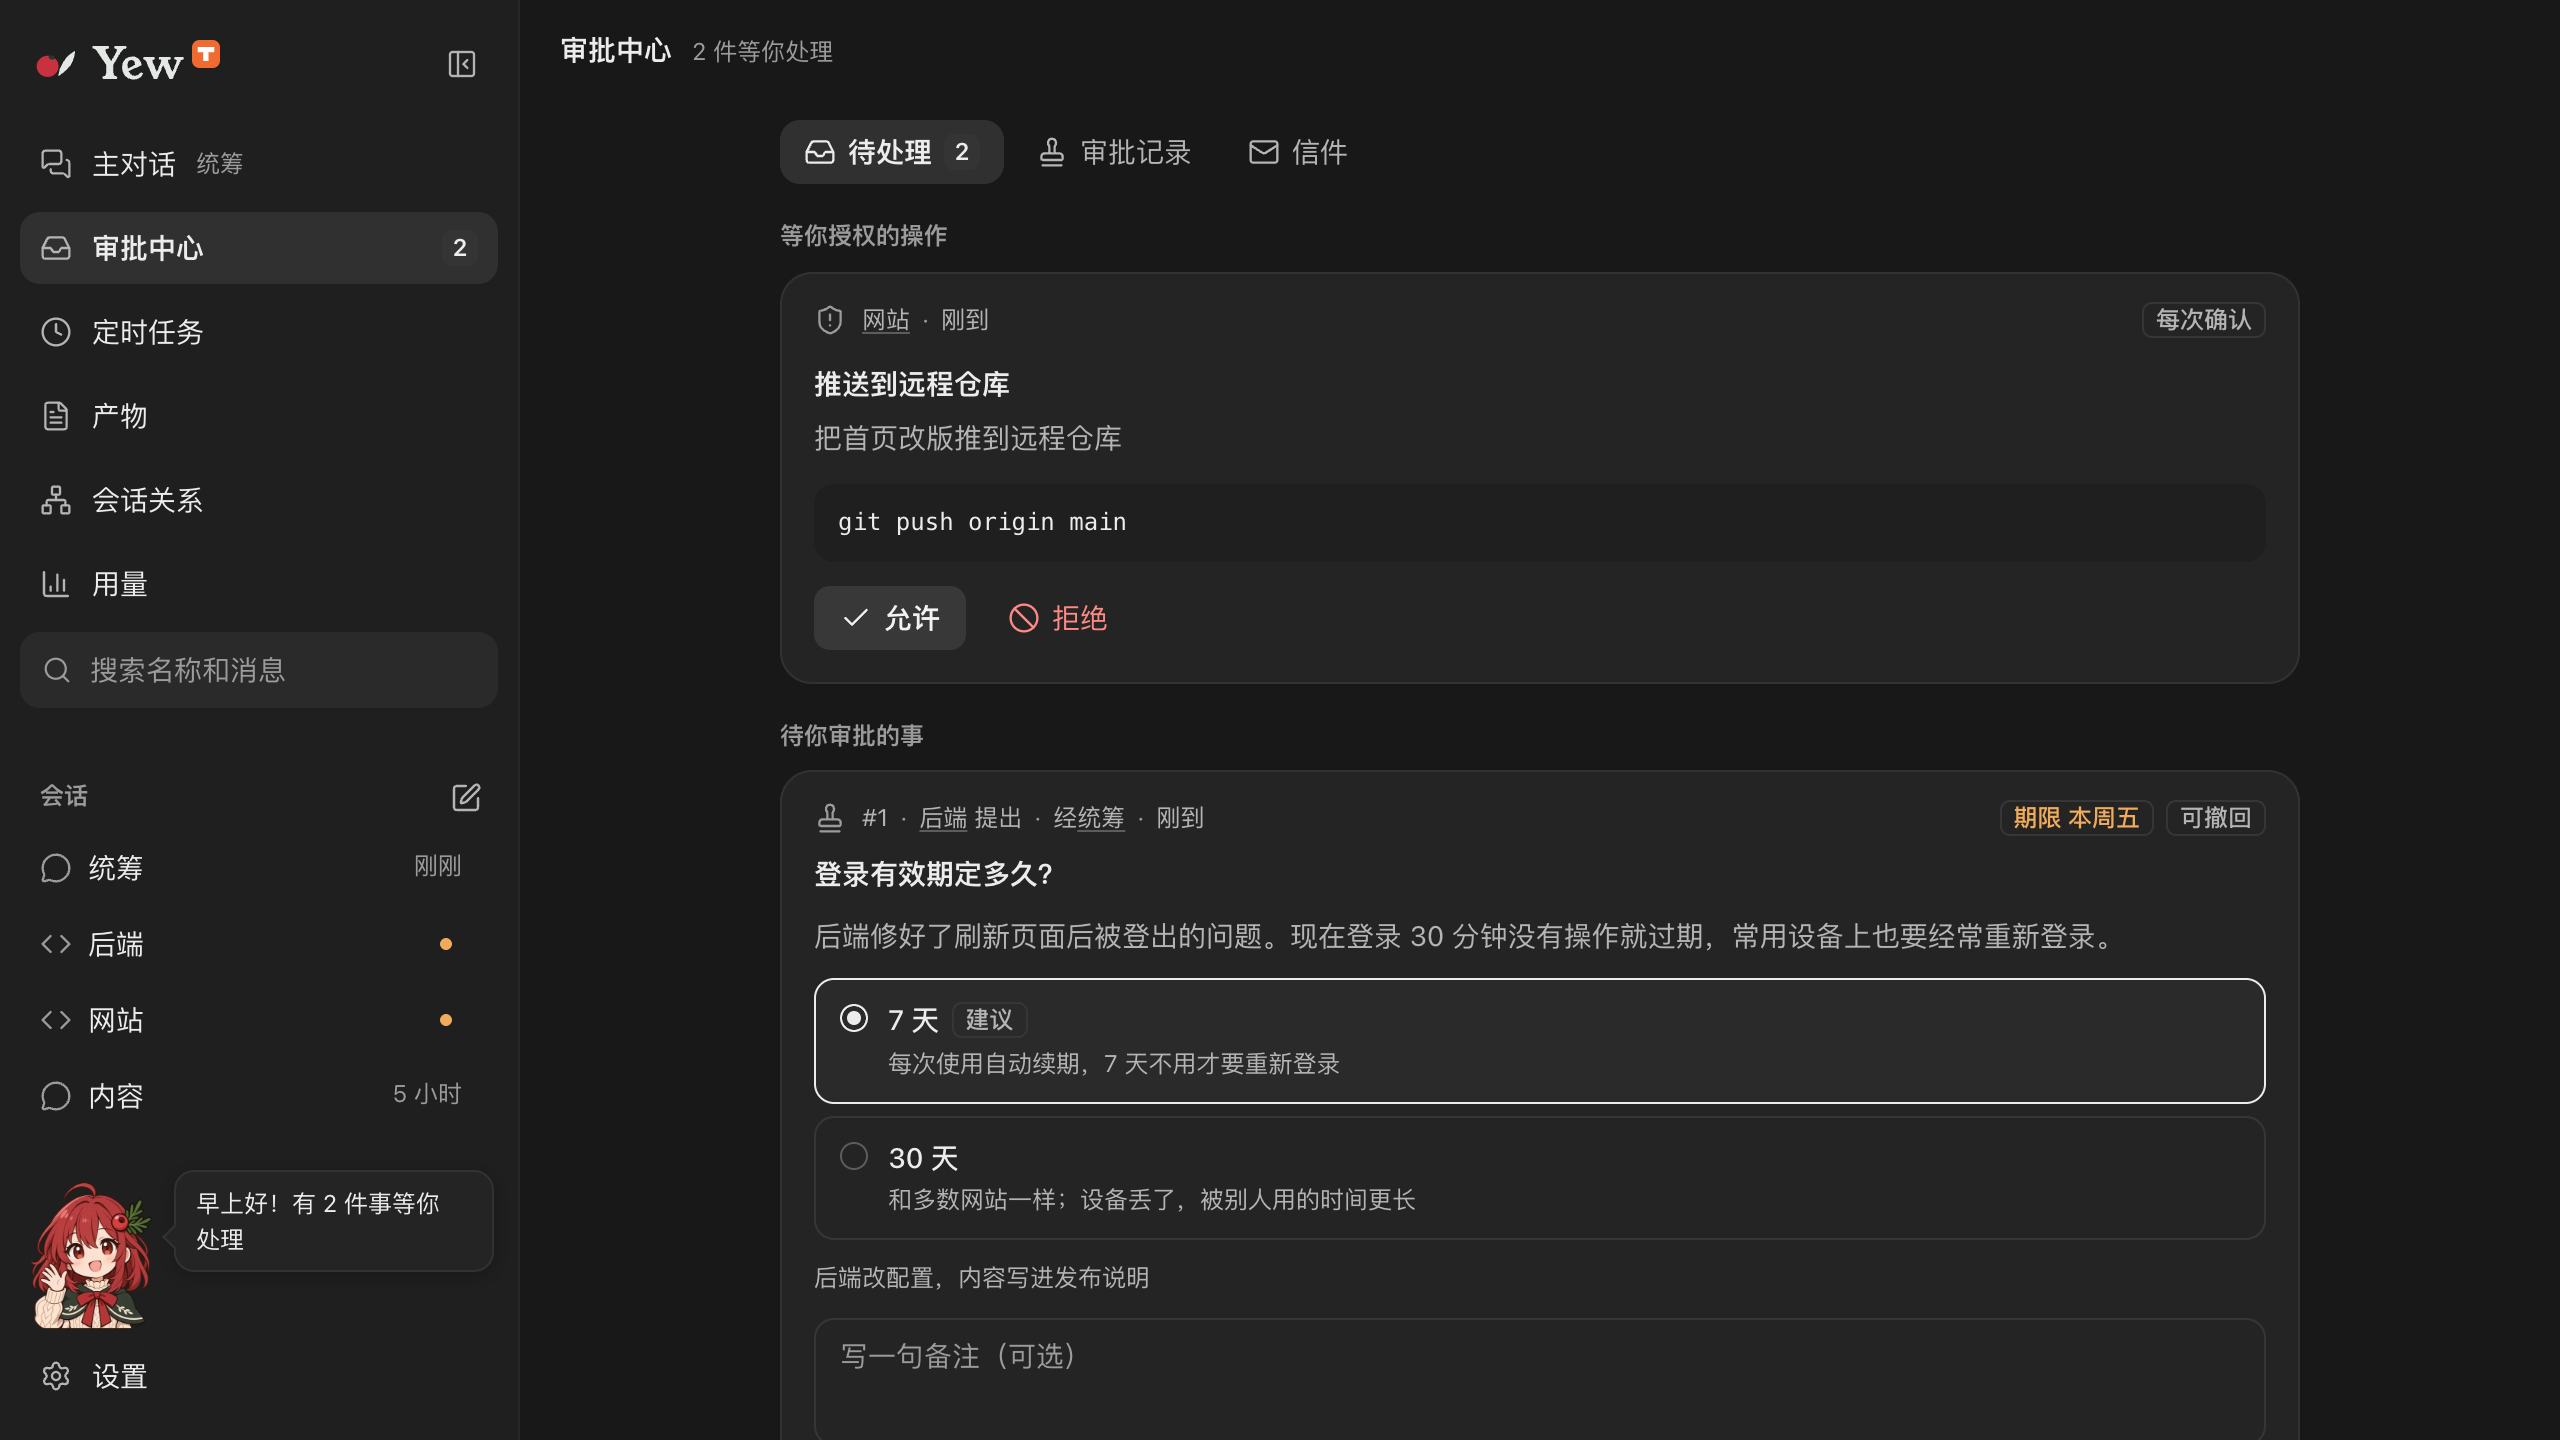 Yew T
主对话 统筹
审批中心 2
定时任务
产物
会话关系
用量
搜索名称和消息
会话
统筹 刚刚
后端
网站
内容 5 小时
早上好！有 2 件事等你
处理
设置
审批中心 2 件等你处理
待处理 2 审批记录 信件
等你授权的操作
网站 · 刚到 每次确认
推送到远程仓库
把首页改版推到远程仓库
git push origin main
允许 拒绝
待你审批的事
#1 · 后端 提出 · 经统筹 · 刚到 期限 本周五 可撤回
登录有效期定多久？
后端修好了刷新页面后被登出的问题。现在登录 30 分钟没有操作就过期，常用设备上也要经常重新登录。
7 天 建议
每次使用自动续期，7 天不用才要重新登录
30 天
和多数网站一样；设备丢了，被别人用的时间更长
后端改配置，内容写进发布说明
写一句备注（可选）